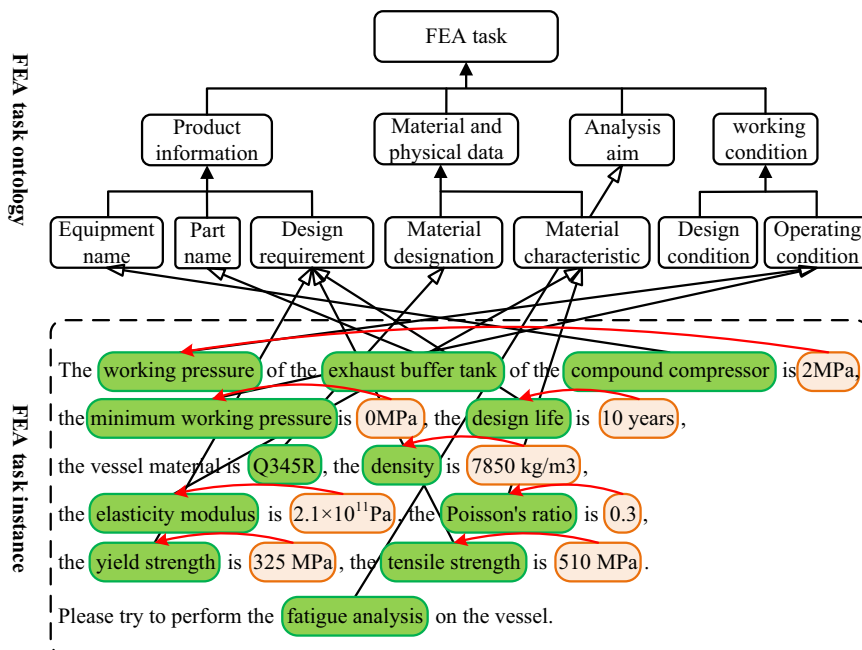 FEA task
FEA task ontology
Product information
Material and physical data
Analysis aim
working condition
Equipment name
Part name
Design requirement
Material designation
Material characteristic
Design condition
Operating condition
FEA task instance
The working pressure of the exhaust buffer tank of the compound compressor is 2MPa,
the minimum working pressure is 0MPa, the design life is 10 years,
the vessel material is Q345R, the density is 7850 kg/m3,
the elasticity modulus is 2.1×10¹¹Pa, the Poisson's ratio is 0.3,
the yield strength is 325 MPa, the tensile strength is 510 MPa.
Please try to perform the fatigue analysis on the vessel.